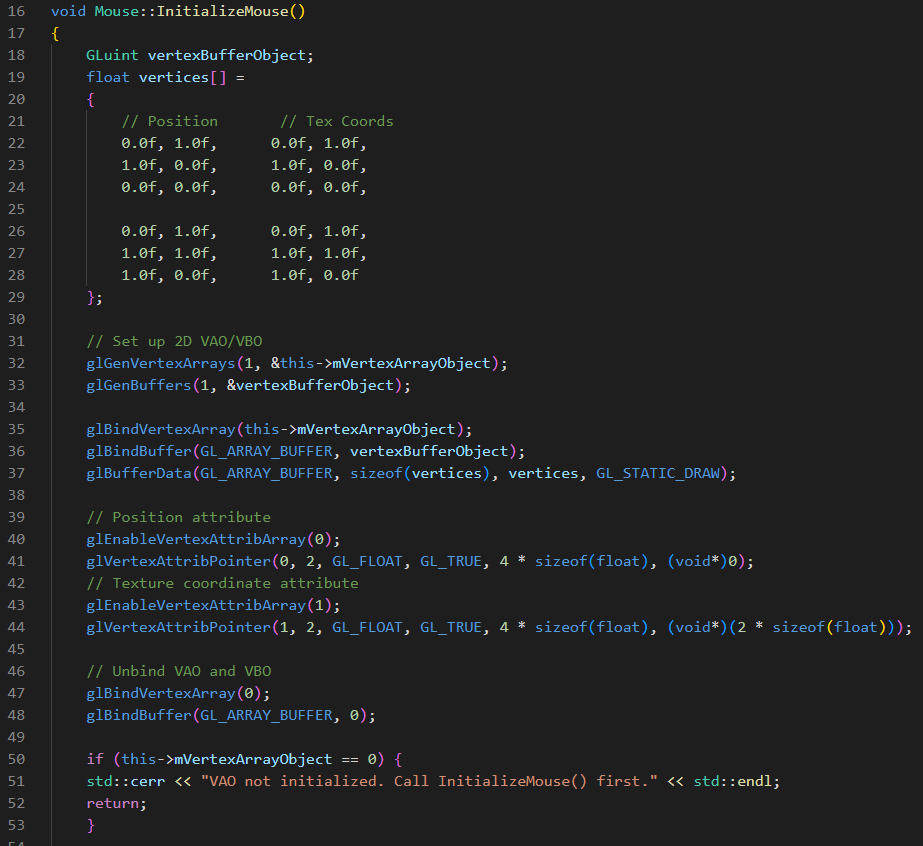 16 void Mouse::InitializeMouse()
17 {
18 GLuint vertexBufferObject;
19 float vertices[] =
20 {
21 // Position // Tex Coords
22 0.0f, 1.0f, 0.0f, 1.0f,
23 1.0f, 0.0f, 1.0f, 0.0f,
24 0.0f, 0.0f, 0.0f, 0.0f,
25
26 0.0f, 1.0f, 0.0f, 1.0f,
27 1.0f, 1.0f, 1.0f, 1.0f,
28 1.0f, 0.0f, 1.0f, 0.0f
29 };
30
31 // Set up 2D VAO/VBO
32 glGenVertexArrays(1, &this->mVertexArrayObject);
33 glGenBuffers(1, &vertexBufferObject);
34
35 glBindVertexArray(this->mVertexArrayObject);
36 glBindBuffer(GL_ARRAY_BUFFER, vertexBufferObject);
37 glBufferData(GL_ARRAY_BUFFER, sizeof(vertices), vertices, GL_STATIC_DRAW);
38
39 // Position attribute
40 glEnableVertexAttribArray(0);
41 glVertexAttribPointer(0, 2, GL_FLOAT, GL_TRUE, 4 * sizeof(float), (void*)0);
42 // Texture coordinate attribute
43 glEnableVertexAttribArray(1);
44 glVertexAttribPointer(1, 2, GL_FLOAT, GL_TRUE, 4 * sizeof(float), (void*)(2 * sizeof(float)));
45
46 // Unbind VAO and VBO
47 glBindVertexArray(0);
48 glBindBuffer(GL_ARRAY_BUFFER, 0);
49
50 if (this->mVertexArrayObject == 0) {
51 std::cerr << "VAO not initialized. Call InitializeMouse() first." << std::endl;
52 return;
53 }